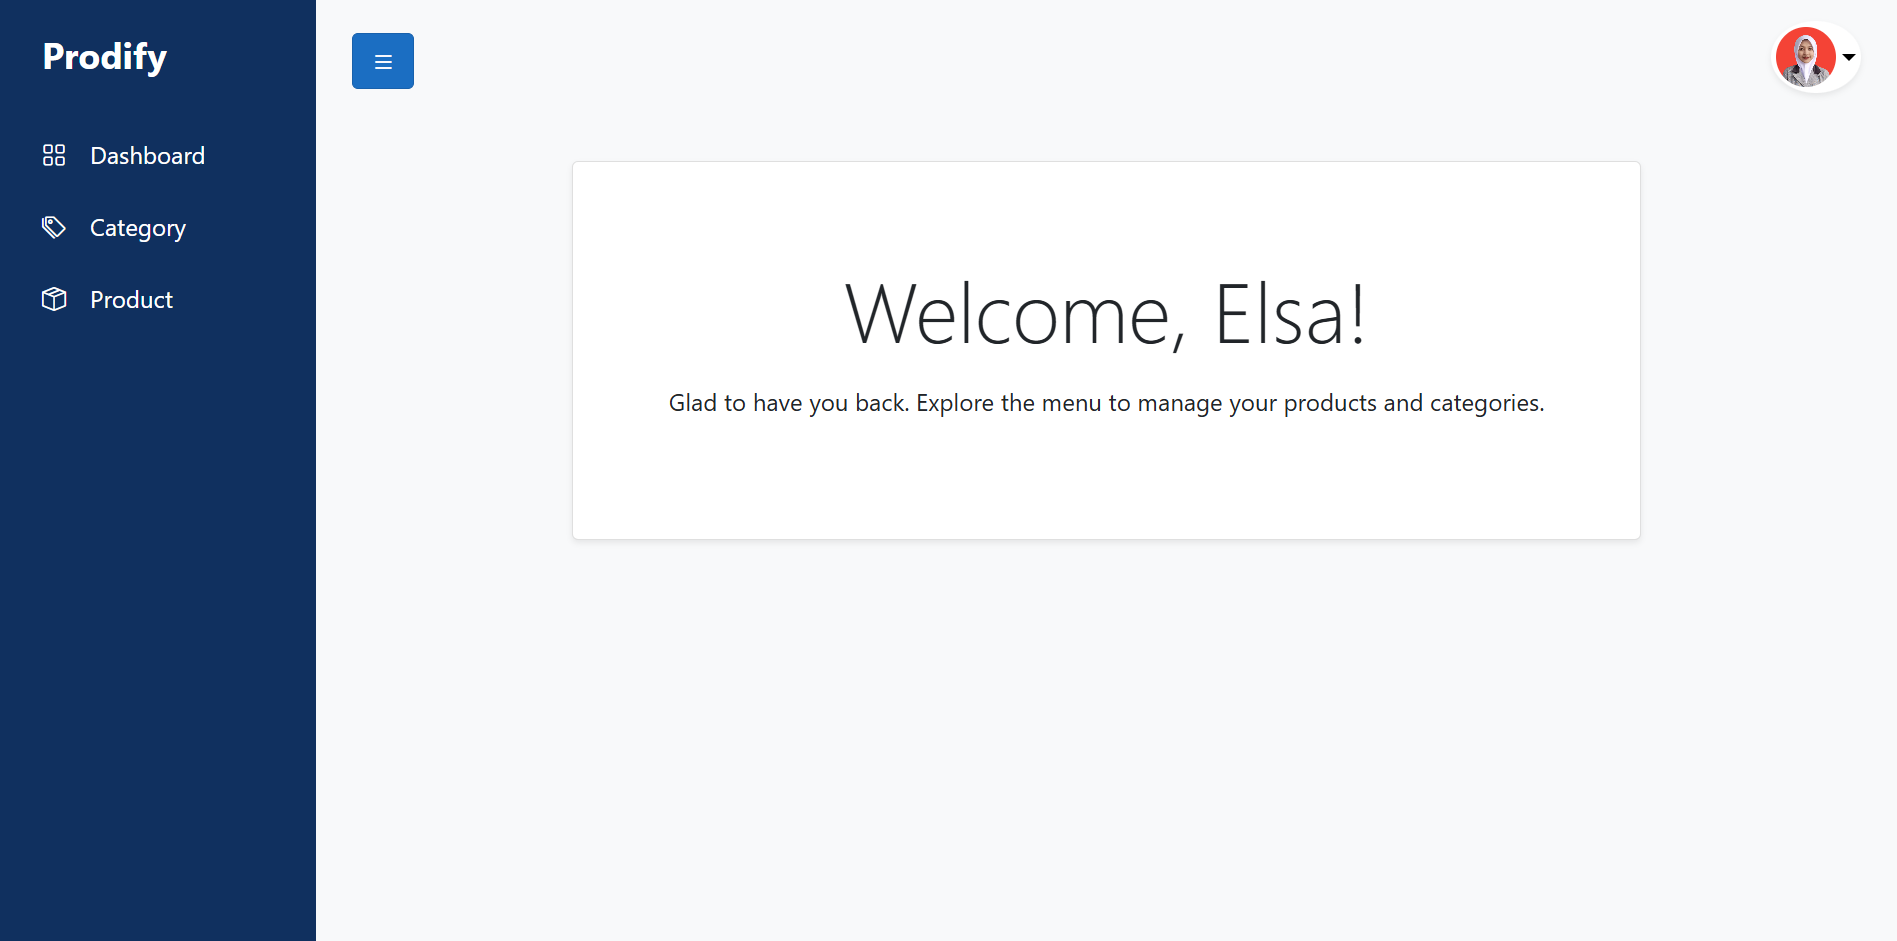 Prodify
Dashboard
Category
Product
Welcome, Elsa!
Glad to have you back. Explore the menu to manage your products and categories.